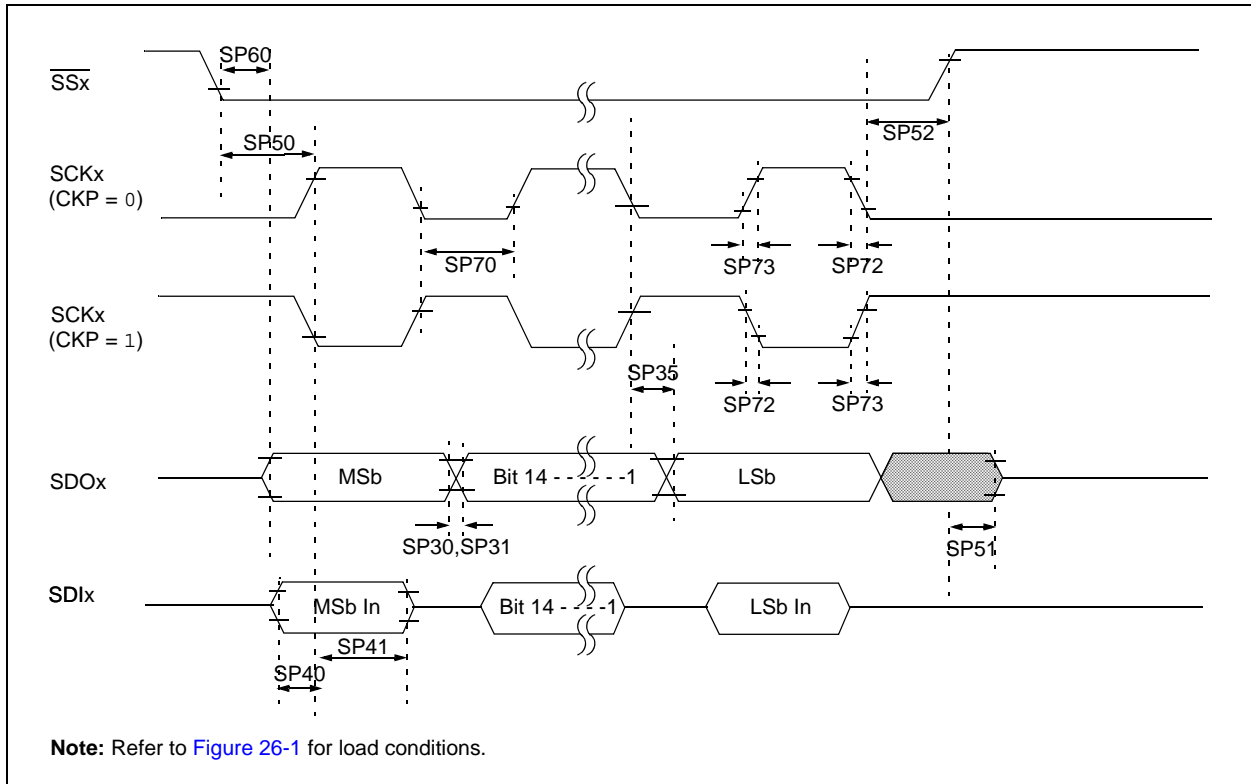 SP60
SSx
SP50
SP52
SCKx
(CKP = 0)
SP70
SP73
SP72
SCKx
(CKP = 1)
SP35
SP72
SP73
SDOx
MSb
Bit 14 - - - - - -1
LSb
SP30,SP31
SP51
SDIx
MSb In
Bit 14 - - - -1
LSb In
SP41
SP40
Note: Refer to Figure 26-1 for load conditions.